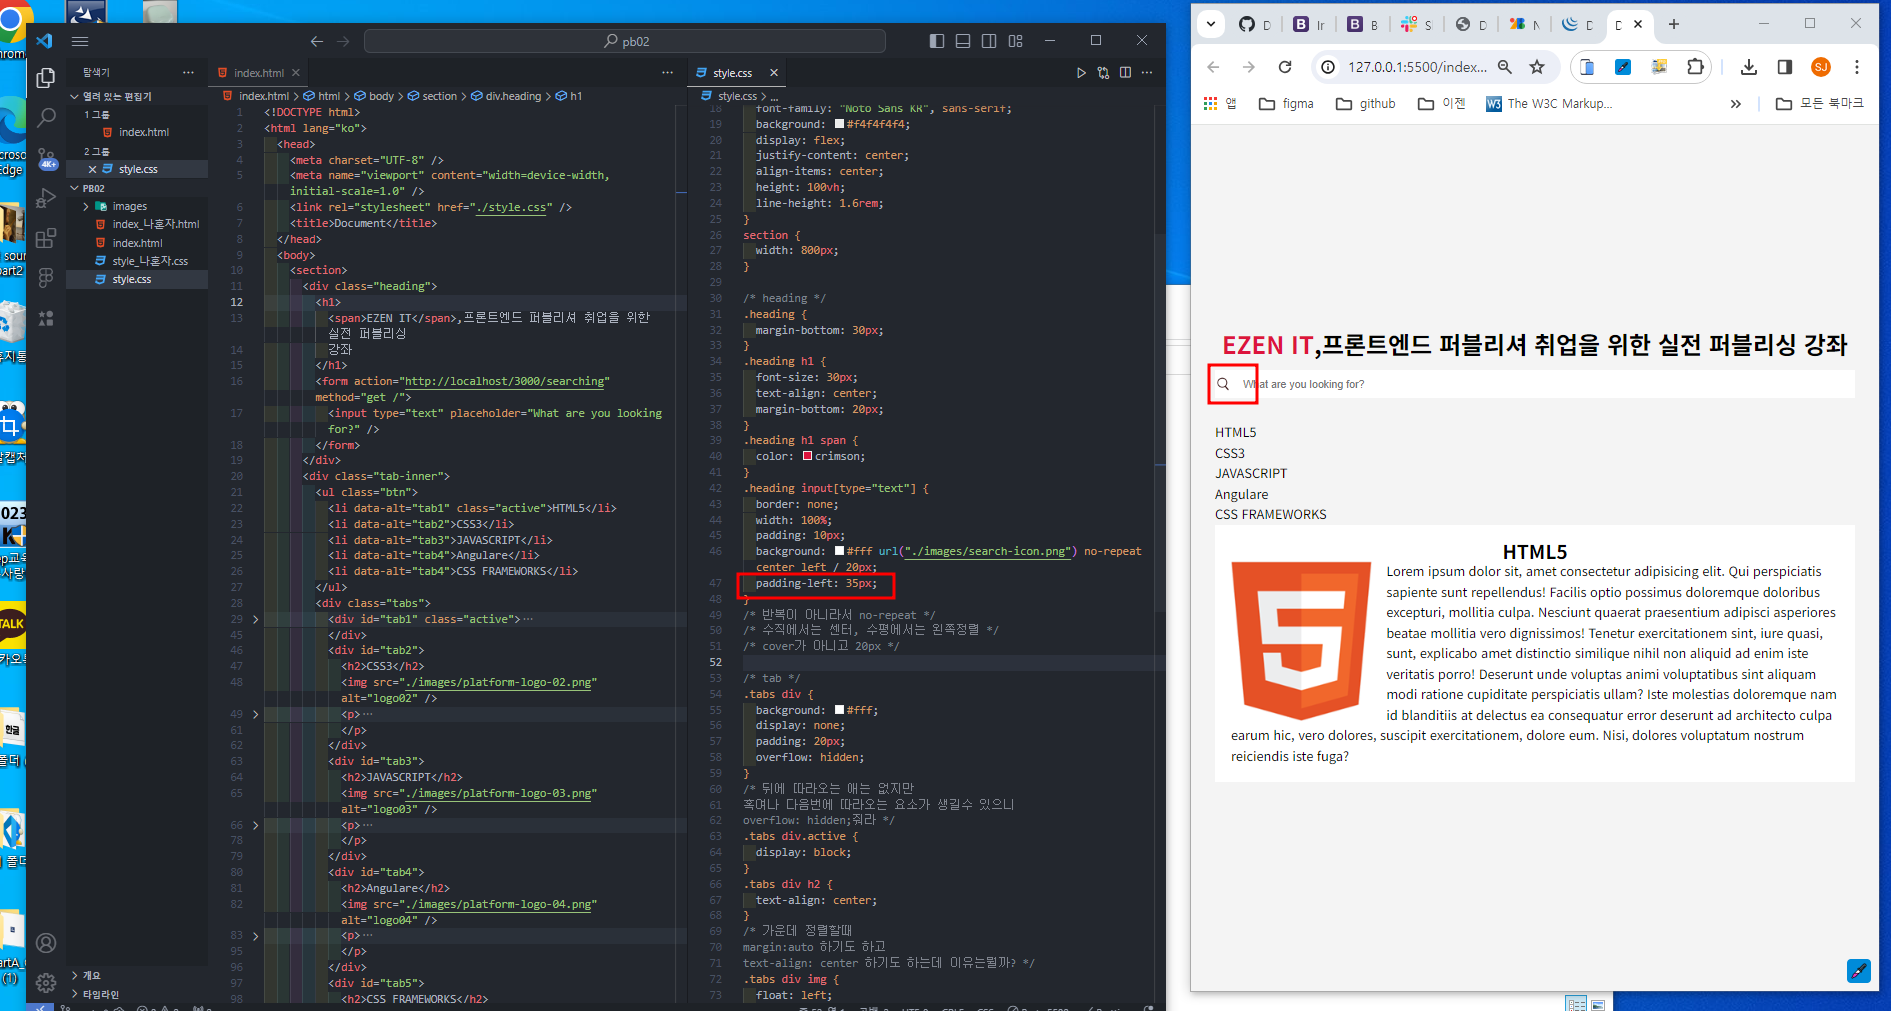 pb02
탐색기
열려 있는 편집기
1 그룹
index.html
2 그룹
style.css
PB02
images
index_나혼자.html
index.html
style_나혼자.css
style.css
개요
타임라인
index.html
index.html > html > body > section > div.heading > h1
1 <!DOCTYPE html>
2 <html lang="ko">
3 <head>
4 <meta charset="UTF-8" />
5 <meta name="viewport" content="width=device-width,
initial-scale=1.0" />
6 <link rel="stylesheet" href="./style.css" />
7 <title>Document</title>
8 </head>
9 <body>
10 <section>
11 <div class="heading">
12 <h1>
13 <span>EZEN IT</span>,프론트엔드 퍼블리셔 취업을 위한
실전 퍼블리싱
14 강좌
15 </h1>
16 <form action="http://localhost/3000/searching"
method="get />">
17 <input type="text" placeholder="What are you looking
for?" />
18 </form>
19 </div>
20 <div class="tab-inner">
21 <ul class="btn">
22 <li data-alt="tab1" class="active">HTML5</li>
23 <li data-alt="tab2">CSS3</li>
24 <li data-alt="tab3">JAVASCRIPT</li>
25 <li data-alt="tab4">Angulare</li>
26 <li data-alt="tab4">CSS FRAMEWORKS</li>
27 </ul>
28 <div class="tabs">
29 <div id="tab1" class="active">…
45 </div>
46 <div id="tab2">
47 <h2>CSS3</h2>
48 <img src="./images/platform-logo-02.png"
alt="logo02" />
49 <p>…
61 </p>
62 </div>
63 <div id="tab3">
64 <h2>JAVASCRIPT</h2>
65 <img src="./images/platform-logo-03.png"
alt="logo03" />
66 <p>…
78 </p>
79 </div>
80 <div id="tab4">
81 <h2>Angulare</h2>
82 <img src="./images/platform-logo-04.png"
alt="logo04" />
83 <p>…
95 </p>
96 </div>
97 <div id="tab5">
98 <h2>CSS FRAMEWORKS</h2>
style.css
style.css > ...
18 font-family: "Noto Sans KR", sans-serif;
19 background: #f4f4f4f4;
20 display: flex;
21 justify-content: center;
22 align-items: center;
23 height: 100vh;
24 line-height: 1.6rem;
25 }
26 section {
27 width: 800px;
28 }
29
30 /* heading */
31 .heading {
32 margin-bottom: 30px;
33 }
34 .heading h1 {
35 font-size: 30px;
36 text-align: center;
37 margin-bottom: 20px;
38 }
39 .heading h1 span {
40 color: crimson;
41 }
42 .heading input[type="text"] {
43 border: none;
44 width: 100%;
45 padding: 10px;
46 background: #fff url("./images/search-icon.png") no-repeat
center left / 20px;
47 padding-left: 35px;
48 }
49 /* 반복이 아니라서 no-repeat */
50 /* 수직에서는 센터, 수평에서는 왼쪽정렬 */
51 /* cover가 아니고 20px */
52
53 /* tab */
54 .tabs div {
55 background: #fff;
56 display: none;
57 padding: 20px;
58 overflow: hidden;
59 }
60 /* 뒤에 따라오는 애는 없지만
61 혹여나 다음번에 따라오는 요소가 생길수 있으니
62 overflow: hidden;줘라 */
63 .tabs div.active {
64 display: block;
65 }
66 .tabs div h2 {
67 text-align: center;
68 }
69 /* 가운데 정렬할때
70 margin:auto 하기도 하고
71 text-align: center 하기도 하는데 이유는뭘까? */
72 .tabs div img {
73 float: left;
127.0.0.1:5500/index...
SJ
앱
figma
github
이젠
W3 The W3C Markup...
모든 북마크
EZEN IT,프론트엔드 퍼블리셔 취업을 위한 실전 퍼블리싱 강좌
What are you looking for?
HTML5
CSS3
JAVASCRIPT
Angulare
CSS FRAMEWORKS
HTML5
Lorem ipsum dolor sit, amet consectetur adipisicing elit. Qui perspiciatis
sapiente sunt repellendus! Facilis optio possimus doloremque doloribus
excepturi, mollitia culpa. Nesciunt quaerat praesentium adipisci asperiores
beatae mollitia vero dignissimos! Tenetur exercitationem sint, iure quasi,
sunt, explicabo amet distinctio similique nihil non aliquid ad enim iste
veritatis porro! Deserunt unde voluptas animi voluptatibus sint aliquam
modi ratione cupiditate perspiciatis ullam? Iste molestias doloremque nam
id blanditiis at delectus ea consequatur error deserunt ad architecto culpa
earum hic, vero dolores, suscipit exercitationem, dolore eum. Nisi, dolores voluptatum nostrum
reiciendis iste fuga?